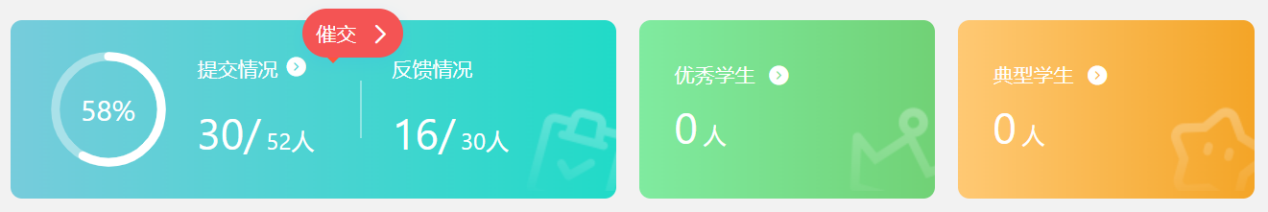 催交
58%
提交情况
30/ 52人
反馈情况
16/ 30人
优秀学生
0 人
典型学生
0 人